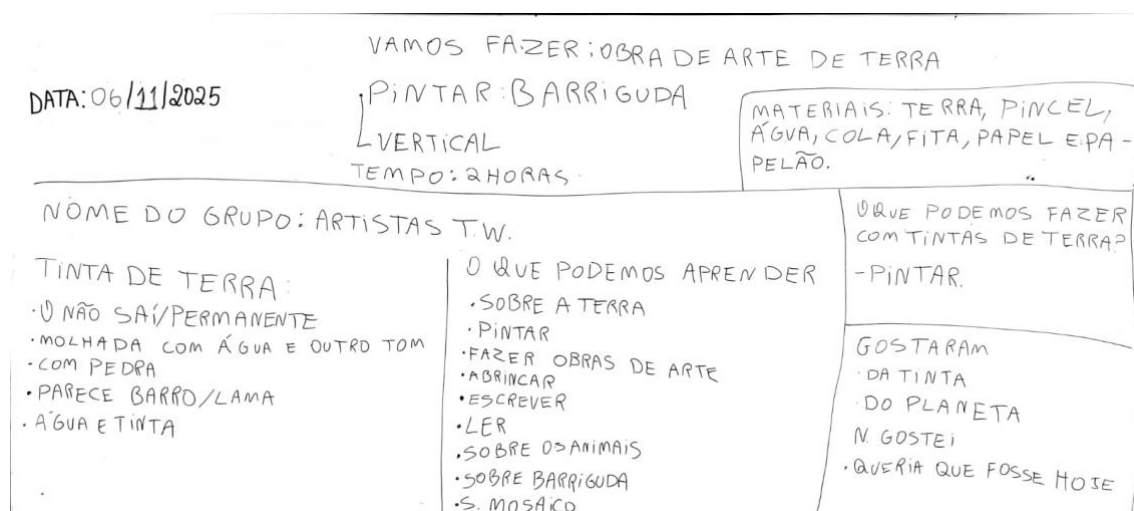 VAMOS FAZER: OBRA DE ARTE DE TERRA
DATA: 06/11/2025
PINTAR: BARRIGUDA
VERTICAL
TEMPO: 2HORAS.
MATERIAIS: TERRA, PINCEL,
ÁGUA, COLA, FITA, PAPEL E PA-
PELÃO.
NOME DO GRUPO: ARTISTAS T.W.
TINTA DE TERRA:
·O NÃO SAÍ/PERMANENTE
·MOLHADA COM ÁGUA E OUTRO TOM
·COM PEDRA
·PARECE BARRO/LAMA
·ÁGUA E TINTA
O QUE PODEMOS APRENDER
·SOBRE A TERRA
·PINTAR
·FAZER OBRAS DE ARTE
·ABRINCAR
·ESCREVER
·LER
·SOBRE OS ANIMAIS
·SOBRE BARRIGUDA
·S. MOSAICO
O QUE PODEMOS FAZER
COM TINTAS DE TERRA?
-PINTAR.
GOSTARAM
·DA TINTA
·DO PLANETA
N. GOSTEI
·QUERIA QUE FOSSE HOJE